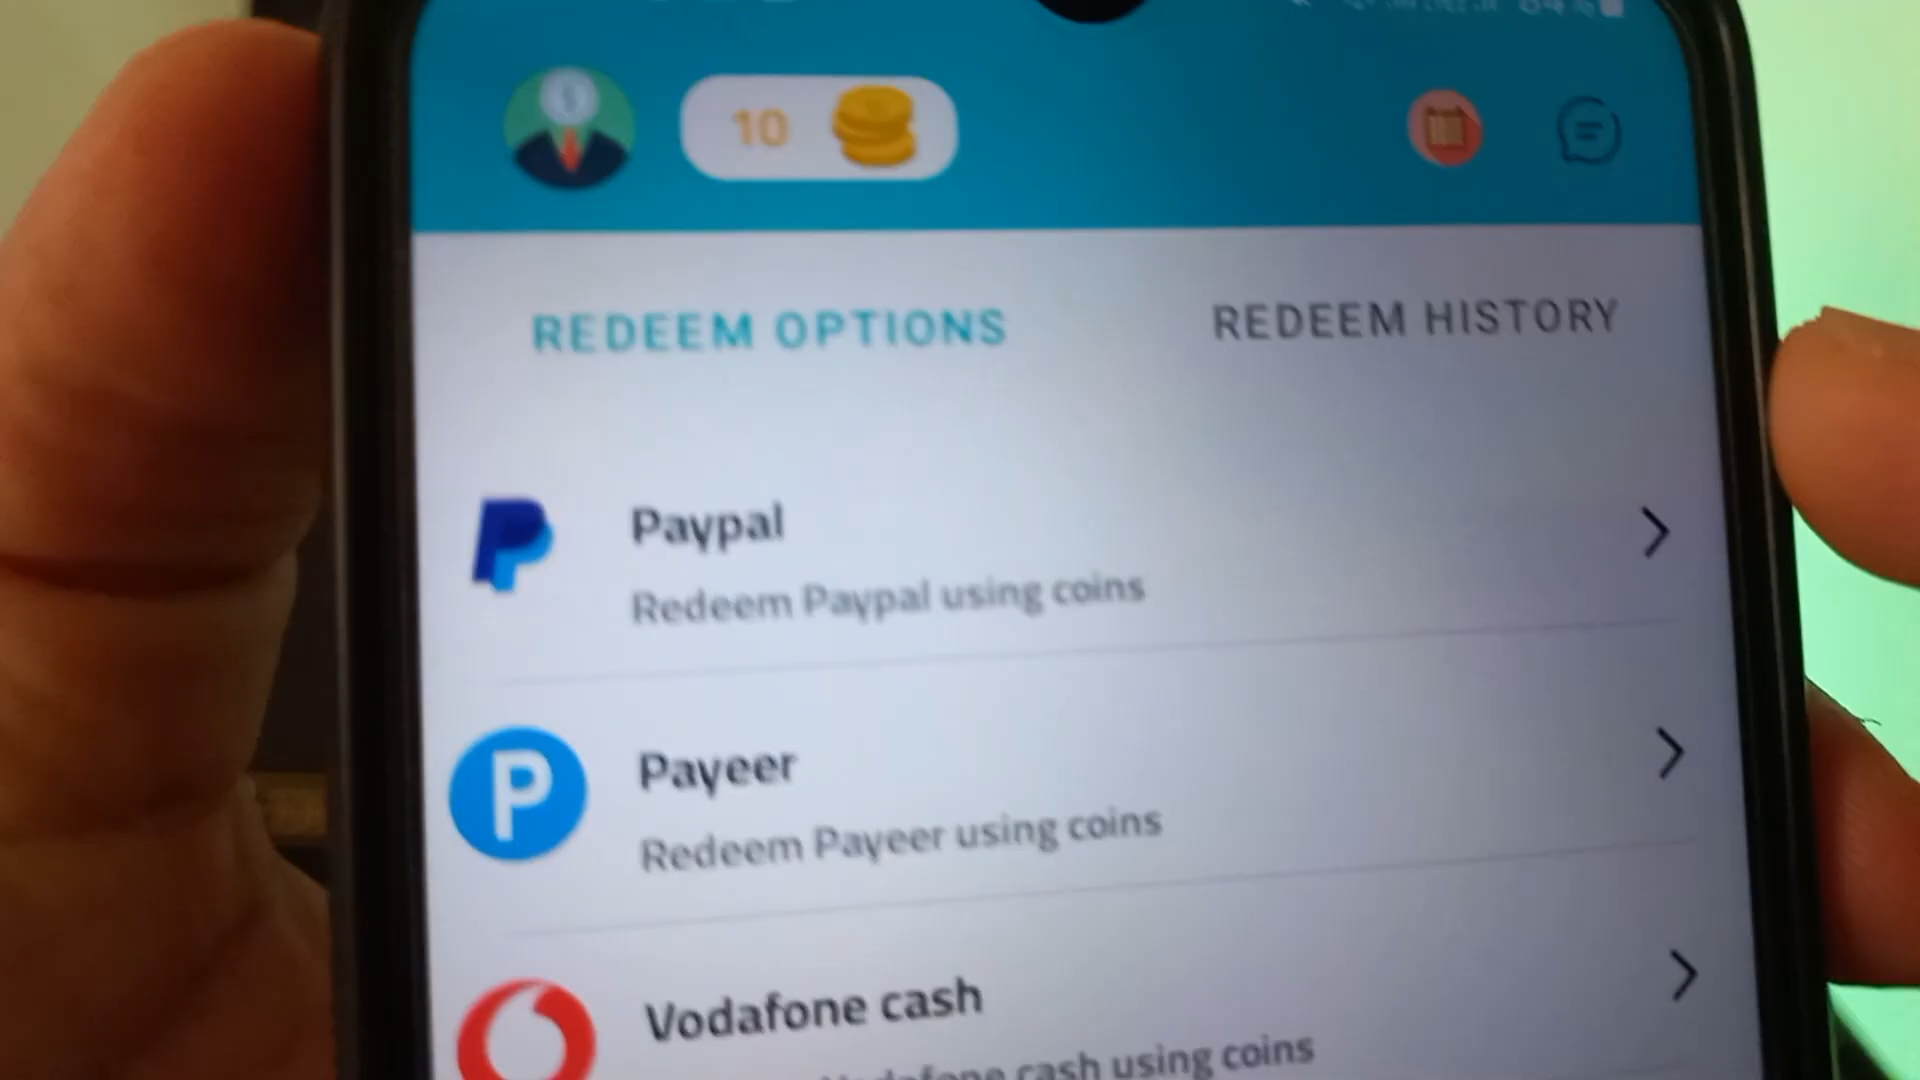 10
REDEEM OPTIONS
REDEEM HISTORY
Paypal
Redeem Paypal using coins
P
Payeer
Redeem Payeer using coins
Vodafone cash
Vodafone cash using coins